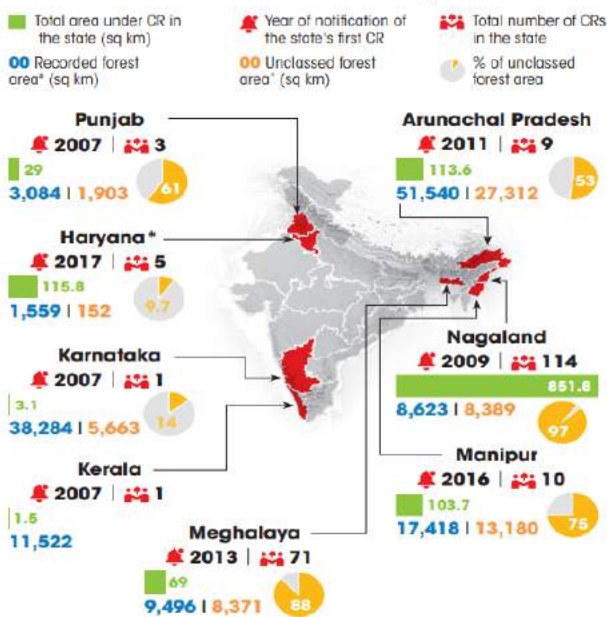 Total area under CR in
the state (sq km)
Year of notification of
the state's first CR
Total number of CRs
in the state
00 Recorded forest
area# (sq km)
00 Unclassed forest
area^ (sq km)
% of unclassed
forest area
Punjab
2007 | 3
29
3,084 | 1,903
61
Haryana*
2017 | 5
115.8
1,559 | 152
9.7
Karnataka
2007 | 1
3.1
38,284 | 5,663
14
Kerala
2007 | 1
1.5
11,522
Meghalaya
2013 | 71
69
9,496 | 8,371
88
Arunachal Pradesh
2011 | 9
113.6
51,540 | 27,312
53
Nagaland
2009 | 114
851.8
8,623 | 8,389
97
Manipur
2016 | 10
103.7
17,418 | 13,180
75